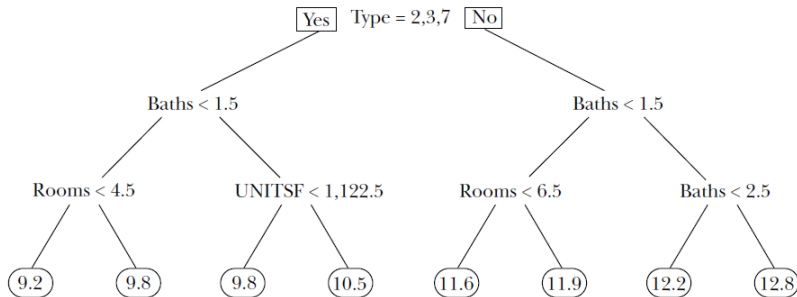 Yes Type = 2,3,7 No
Baths < 1.5 Baths < 1.5
Rooms < 4.5 UNITSF < 1,122.5 Rooms < 6.5 Baths < 2.5
9.2 9.8 9.8 10.5 11.6 11.9 12.2 12.8